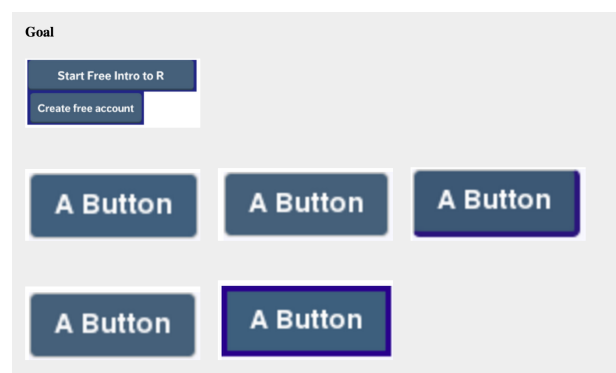 Goal
Start Free Intro to R
Create free account
A Button A Button A Button
A Button A Button